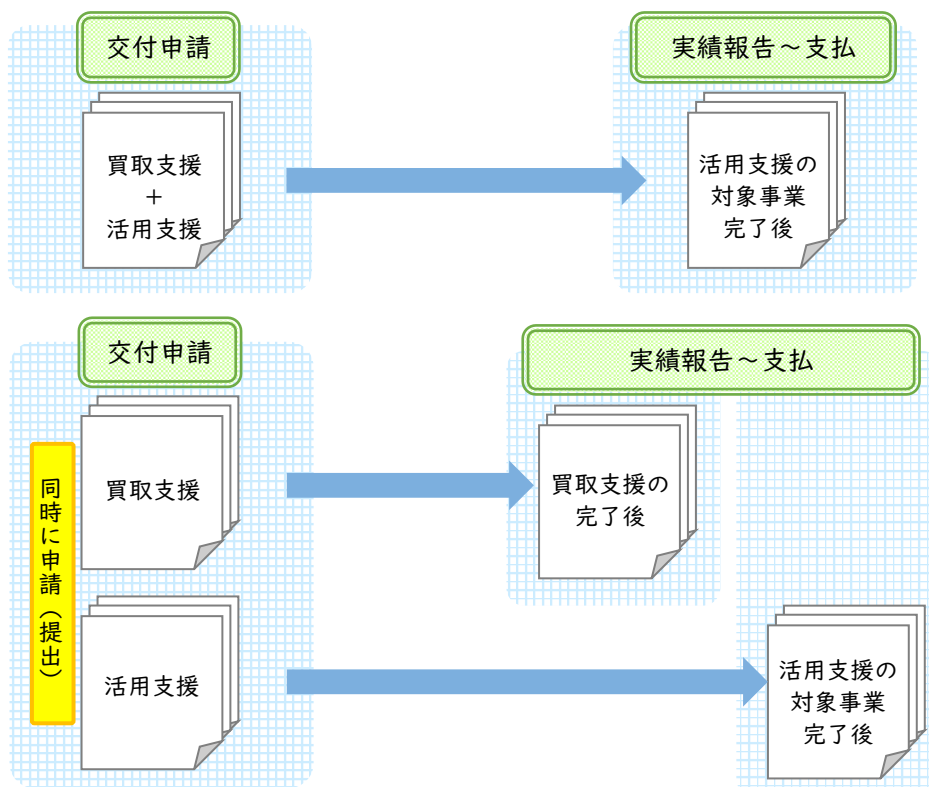 交付申請
実績報告～支払
買取支援
＋
活用支援
活用支援の
対象事業
完了後
交付申請
実績報告～支払
同時に申請（提出）
買取支援
買取支援の
完了後
活用支援
活用支援の
対象事業
完了後